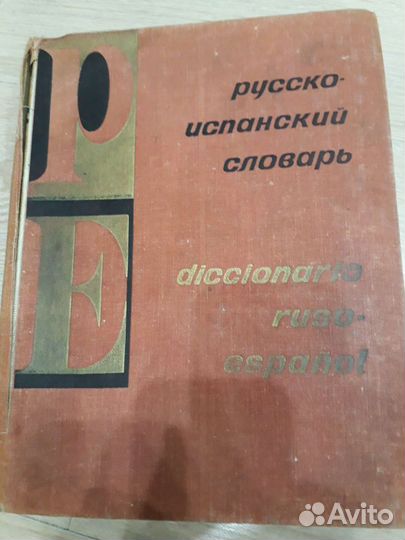 Р
Е
русско-
испанский
словарь
diccionario
ruso-
español
Avito